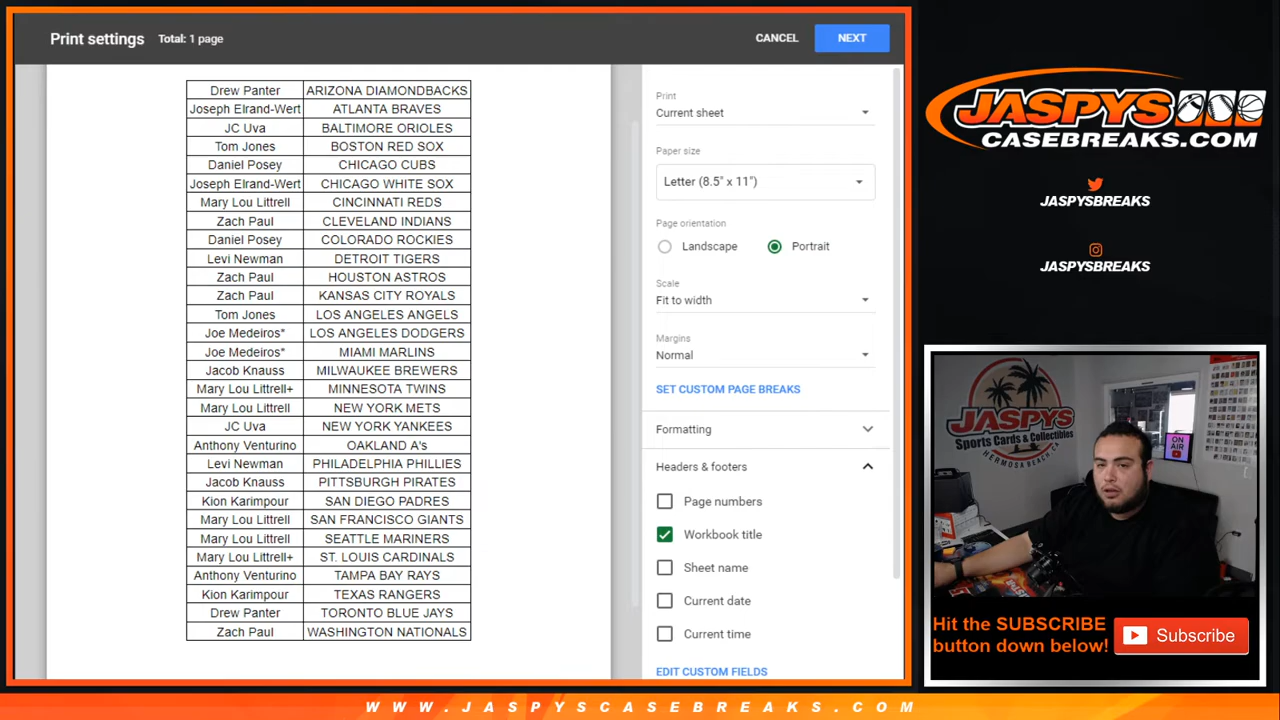 Print settings Total: 1 page
CANCEL NEXT
Drew Panter ARIZONA DIAMONDBACKS
Joseph Elrand-Wert ATLANTA BRAVES
JC Uva BALTIMORE ORIOLES
Tom Jones BOSTON RED SOX
Daniel Posey CHICAGO CUBS
Joseph Elrand-Wert CHICAGO WHITE SOX
Mary Lou Littrell CINCINNATI REDS
Zach Paul CLEVELAND INDIANS
Daniel Posey COLORADO ROCKIES
Levi Newman DETROIT TIGERS
Zach Paul HOUSTON ASTROS
Zach Paul KANSAS CITY ROYALS
Tom Jones LOS ANGELES ANGELS
Joe Medeiros* LOS ANGELES DODGERS
Joe Medeiros* MIAMI MARLINS
Jacob Knauss MILWAUKEE BREWERS
Mary Lou Littrell+ MINNESOTA TWINS
Mary Lou Littrell NEW YORK METS
JC Uva NEW YORK YANKEES
Anthony Venturino OAKLAND A's
Levi Newman PHILADELPHIA PHILLIES
Jacob Knauss PITTSBURGH PIRATES
Kion Karimpour SAN DIEGO PADRES
Mary Lou Littrell SAN FRANCISCO GIANTS
Mary Lou Littrell SEATTLE MARINERS
Mary Lou Littrell+ ST. LOUIS CARDINALS
Anthony Venturino TAMPA BAY RAYS
Kion Karimpour TEXAS RANGERS
Drew Panter TORONTO BLUE JAYS
Zach Paul WASHINGTON NATIONALS
Print
Current sheet
Paper size
Letter (8.5" x 11")
Page orientation
Landscape Portrait
Scale
Fit to width
Margins
Normal
SET CUSTOM PAGE BREAKS
Formatting
Headers & footers
Page numbers
Workbook title
Sheet name
Current date
Current time
EDIT CUSTOM FIELDS
JASPYS
CASEBREAKS.COM
JASPYSBREAKS
JASPYSBREAKS
JASPYS
Sports Cards & Collectibles
HERMOSA BEACH CA
ON
AIR
Hit the SUBSCRIBE
button down below!
Subscribe
WWW.JASPYSCASEBREAKS.COM